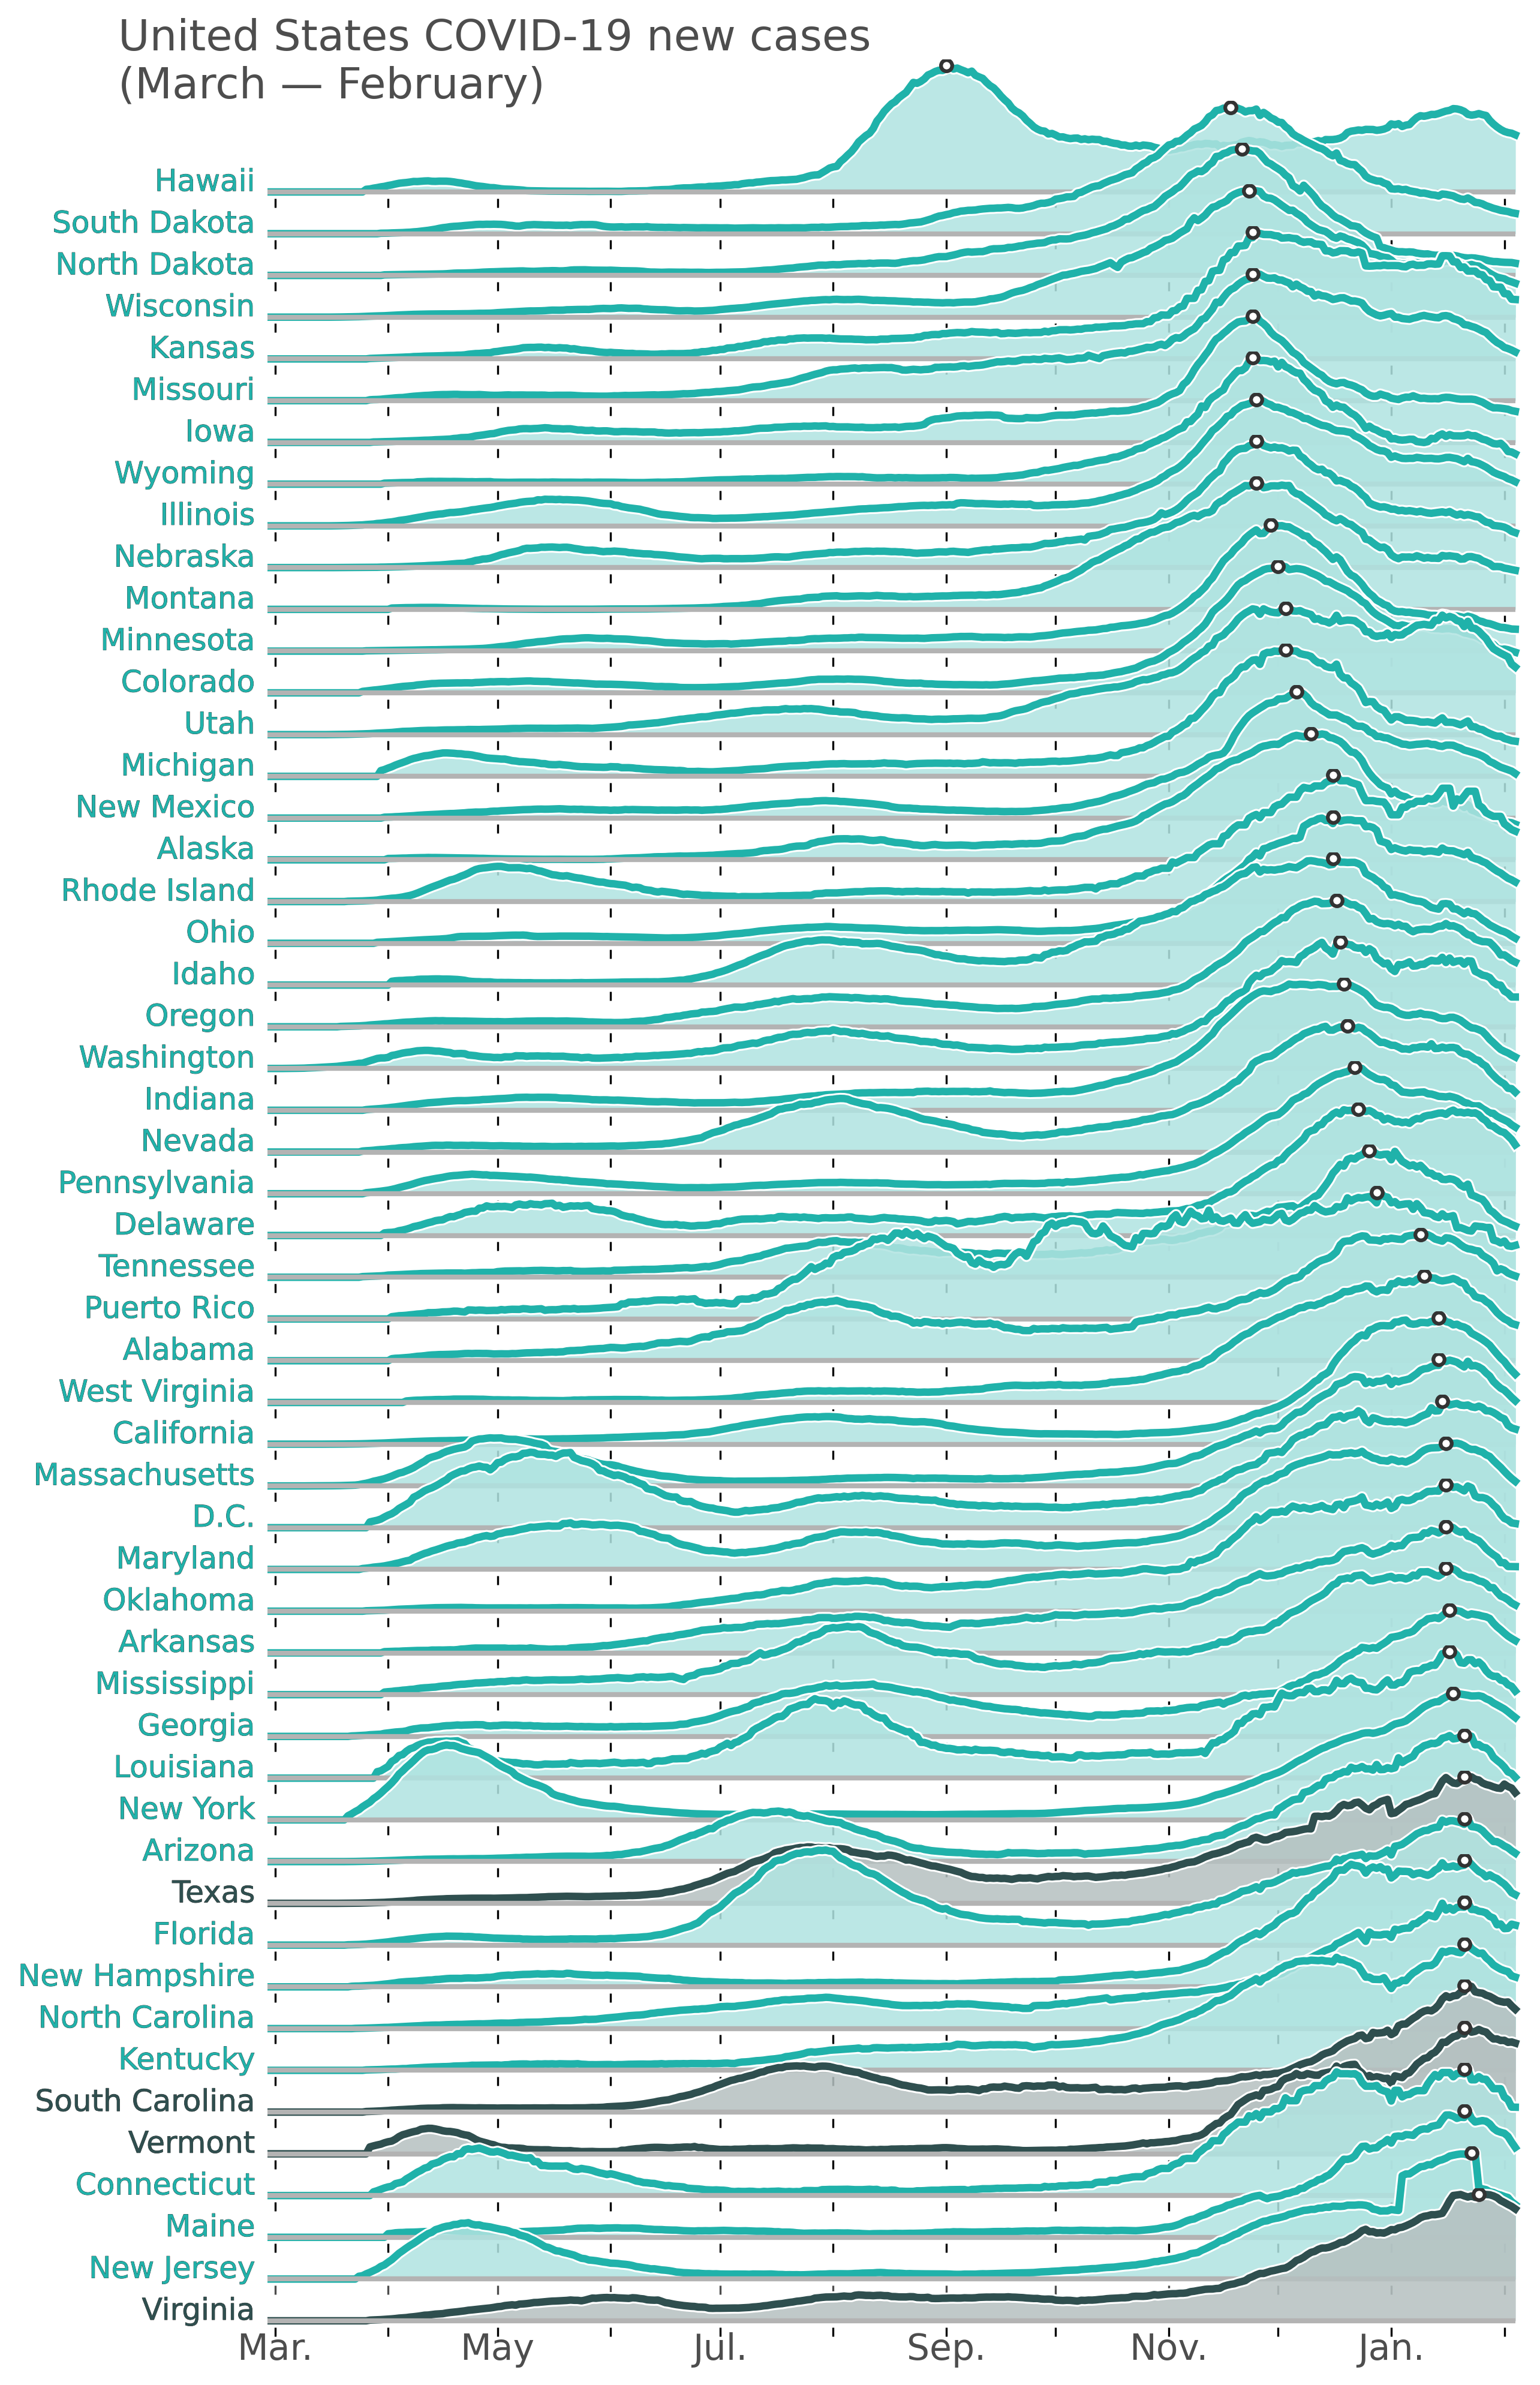 United States COVID-19 new cases
(March — February)
Hawaii
South Dakota
North Dakota
Wisconsin
Kansas
Missouri
Iowa
Wyoming
Illinois
Nebraska
Montana
Minnesota
Colorado
Utah
Michigan
New Mexico
Alaska
Rhode Island
Ohio
Idaho
Oregon
Washington
Indiana
Nevada
Pennsylvania
Delaware
Tennessee
Puerto Rico
Alabama
West Virginia
California
Massachusetts
D.C.
Maryland
Oklahoma
Arkansas
Mississippi
Georgia
Louisiana
New York
Arizona
Texas
Florida
New Hampshire
North Carolina
Kentucky
South Carolina
Vermont
Connecticut
Maine
New Jersey
Virginia
Mar. May Jul. Sep. Nov. Jan.